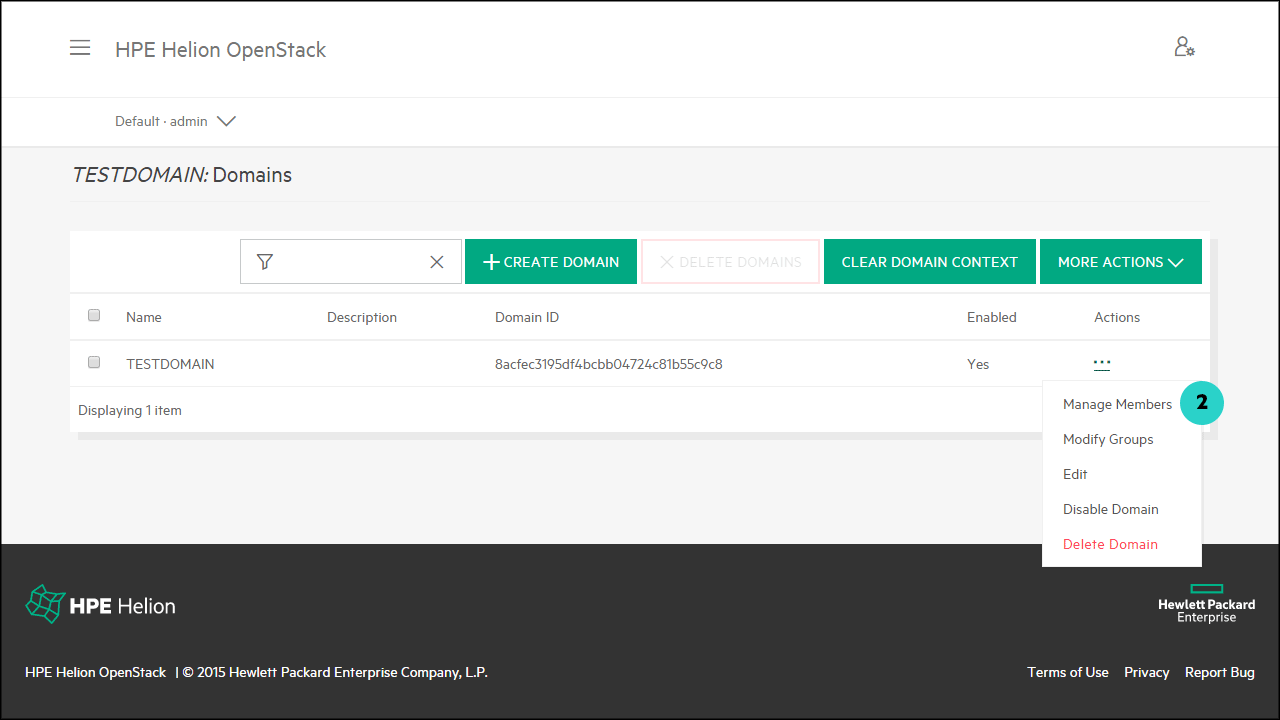 HPE Helion OpenStack
Default · admin
TESTDOMAIN: Domains
CREATE DOMAIN DELETE DOMAINS CLEAR DOMAIN CONTEXT MORE ACTIONS
Name Description Domain ID Enabled Actions
TESTDOMAIN 8acfec3195df4bcbb04724c81b55c9c8 Yes ...
Displaying 1 item
Manage Members 2
Modify Groups
Edit
Disable Domain
Delete Domain
HPE Helion
Hewlett Packard
Enterprise
HPE Helion OpenStack | © 2015 Hewlett Packard Enterprise Company, L.P. Terms of Use Privacy Report Bug